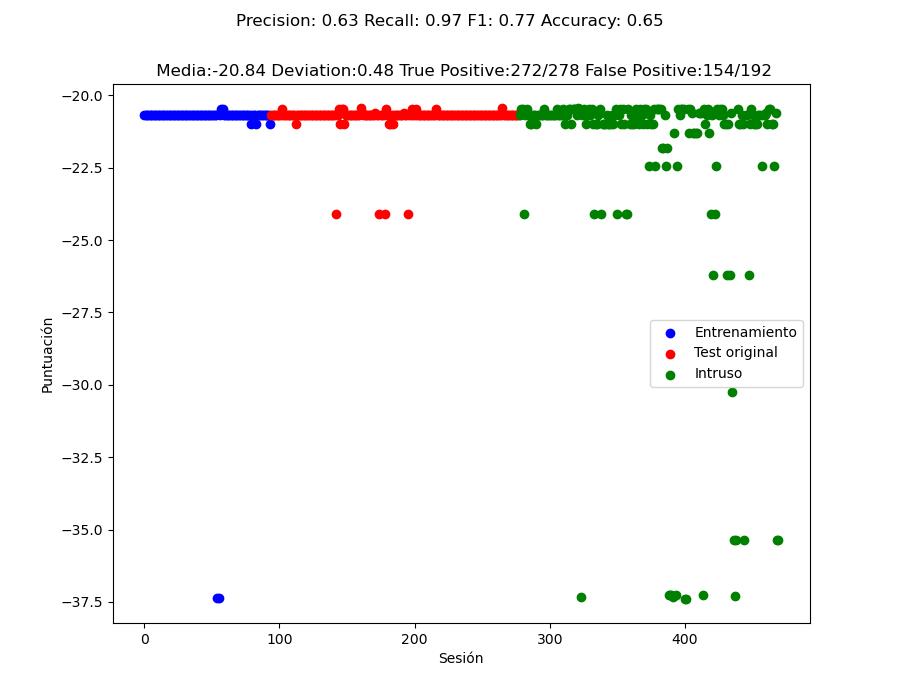 Precision: 0.63 Recall: 0.97 F1: 0.77 Accuracy: 0.65
Media:-20.84 Deviation:0.48 True Positive:272/278 False Positive:154/192
−20.0
−22.5
−25.0
−27.5
−30.0
−32.5
−35.0
−37.5
Puntuación
Entrenamiento
Test original
Intruso
0
100
200
300
400
Sesión